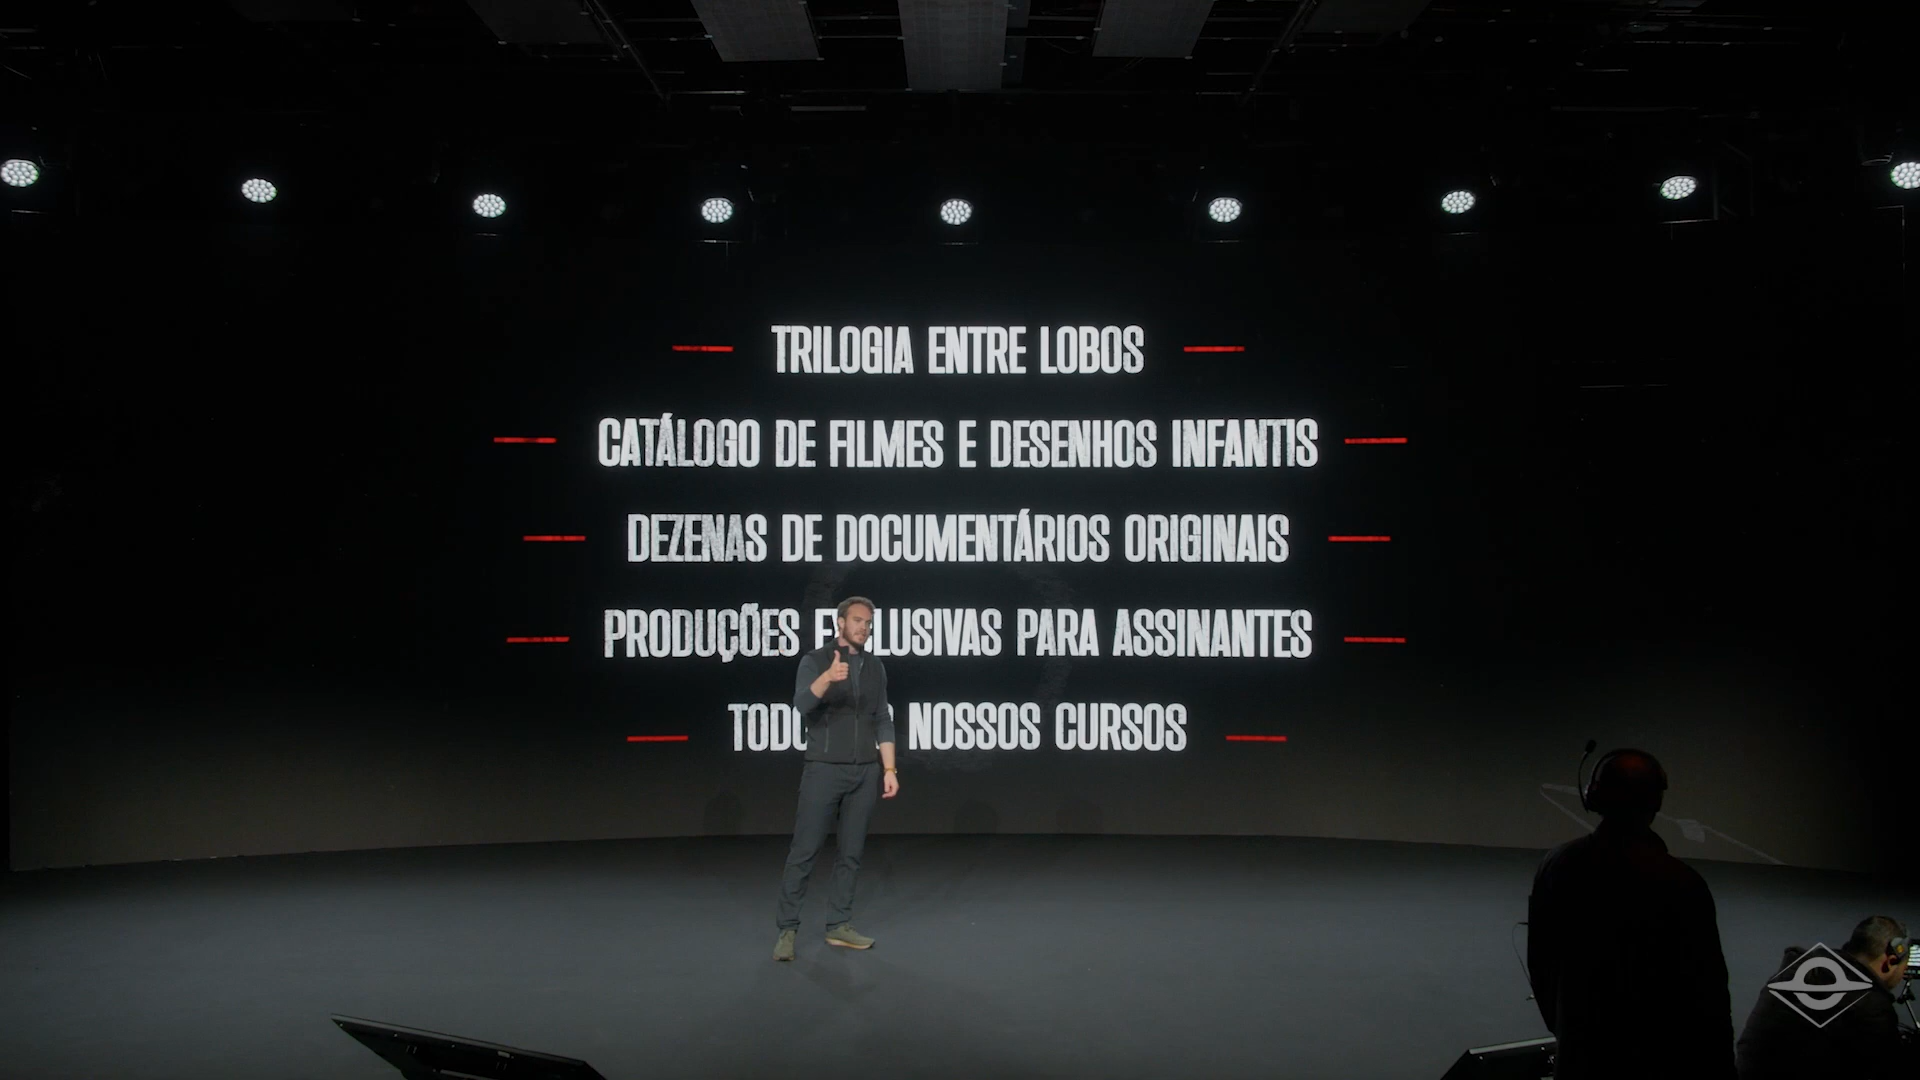 TRILOGIA ENTRE LOBOS
CATÁLOGO DE FILMES E DESENHOS INFANTIS
DEZENAS DE DOCUMENTÁRIOS ORIGINAIS
PRODUÇÕES EXCLUSIVAS PARA ASSINANTES
NOSSOS CURSOS